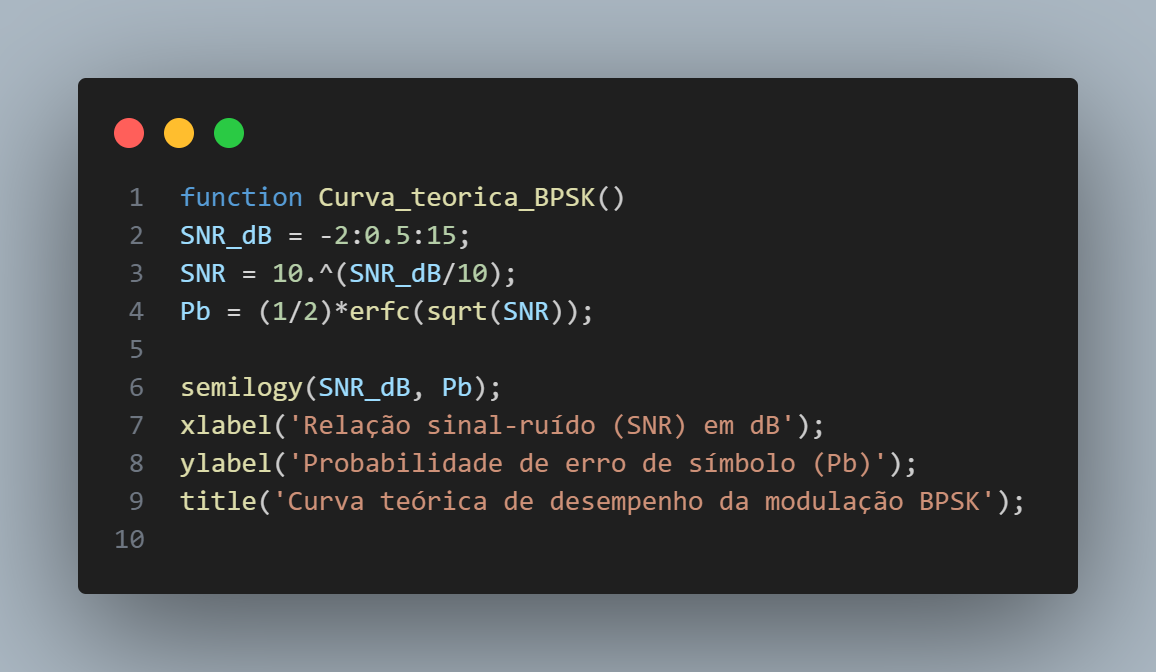 1 function Curva_teorica_BPSK()
2 SNR_dB = -2:0.5:15;
3 SNR = 10.^(SNR_dB/10);
4 Pb = (1/2)*erfc(sqrt(SNR));
5
6 semilogy(SNR_dB, Pb);
7 xlabel('Relação sinal-ruído (SNR) em dB');
8 ylabel('Probabilidade de erro de símbolo (Pb)');
9 title('Curva teórica de desempenho da modulação BPSK');
10